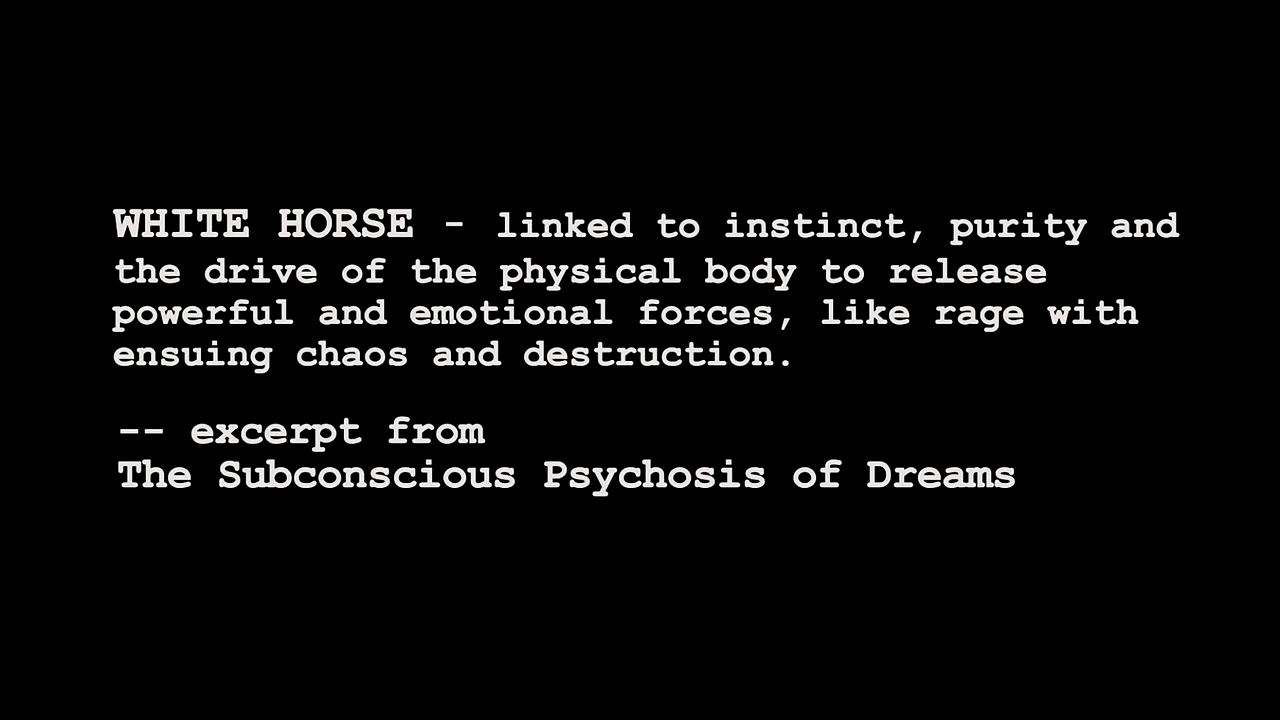 WHITE HORSE - linked to instinct, purity and
the drive of the physical body to release
powerful and emotional forces, like rage with
ensuing chaos and destruction.
-- excerpt from
The Subconscious Psychosis of Dreams